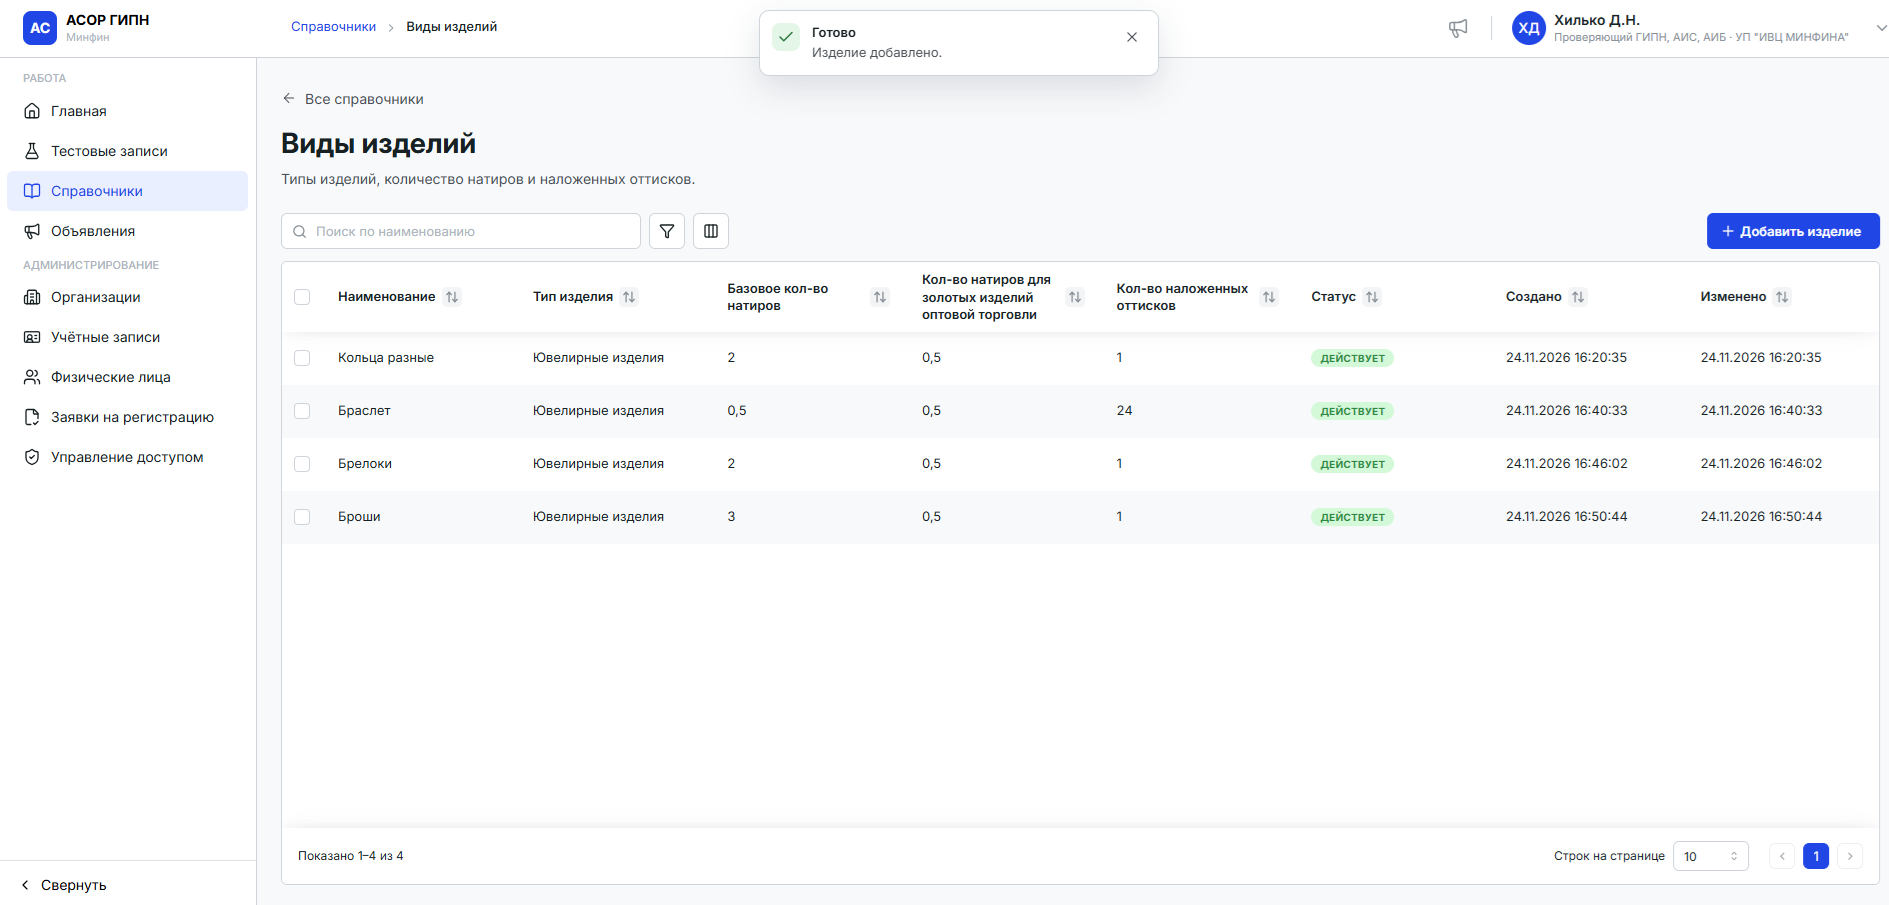 АС
АСОР ГИПН
Минфин
Справочники
Виды изделий
Готово
Изделие добавлено.
ХД
Хилько Д.Н.
Проверяющий ГИПН, АИС, АИБ · УП "ИВЦ МИНФИНА"
РАБОТА
Главная
Тестовые записи
Справочники
Объявления
АДМИНИСТРИРОВАНИЕ
Организации
Учётные записи
Физические лица
Заявки на регистрацию
Управление доступом
Свернуть
Все справочники
Виды изделий
Типы изделий, количество натиров и наложенных оттисков.
Поиск по наименованию
Добавить изделие
Наименование
Тип изделия
Базовое кол-во
натиров
Кол-во натиров для
золотых изделий
оптовой торговли
Кол-во наложенных
оттисков
Статус
Создано
Изменено
Кольца разные Ювелирные изделия 2 0,5 1 ДЕЙСТВУЕТ 24.11.2026 16:20:35 24.11.2026 16:20:35
Браслет Ювелирные изделия 0,5 0,5 24 ДЕЙСТВУЕТ 24.11.2026 16:40:33 24.11.2026 16:40:33
Брелоки Ювелирные изделия 2 0,5 1 ДЕЙСТВУЕТ 24.11.2026 16:46:02 24.11.2026 16:46:02
Броши Ювелирные изделия 3 0,5 1 ДЕЙСТВУЕТ 24.11.2026 16:50:44 24.11.2026 16:50:44
Показано 1–4 из 4
Строк на странице 10
1